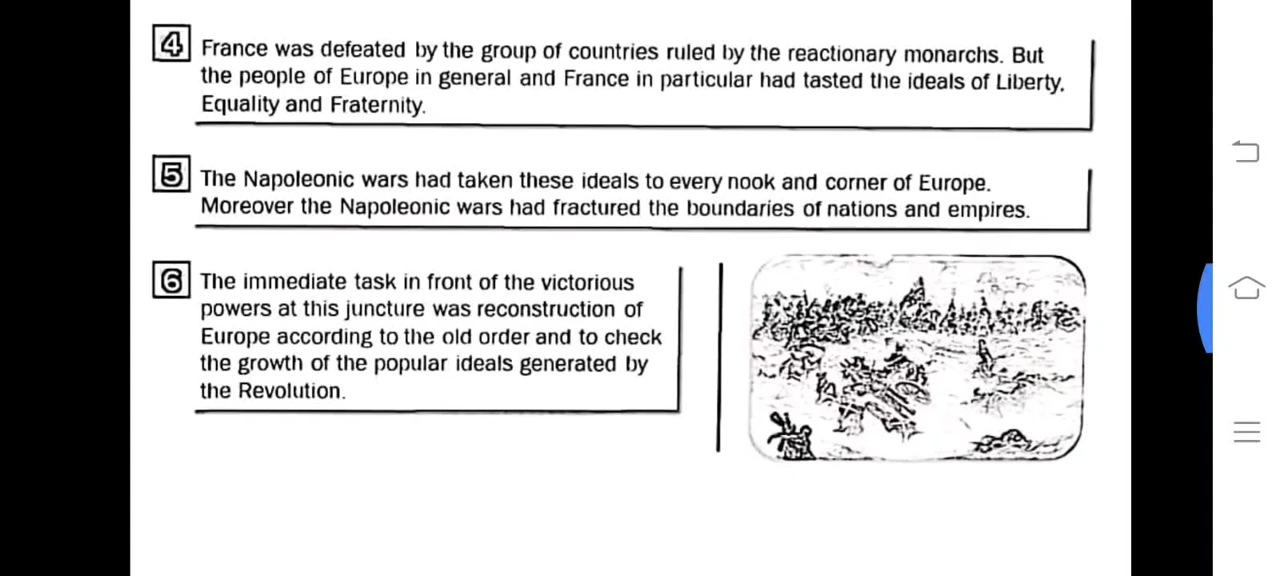 4 France was defeated by the group of countries ruled by the reactionary monarchs. But
the people of Europe in general and France in particular had tasted the ideals of Liberty,
Equality and Fraternity.
5 The Napoleonic wars had taken these ideals to every nook and corner of Europe.
Moreover the Napoleonic wars had fractured the boundaries of nations and empires.
6 The immediate task in front of the victorious
powers at this juncture was reconstruction of
Europe according to the old order and to check
the growth of the popular ideals generated by
the Revolution.